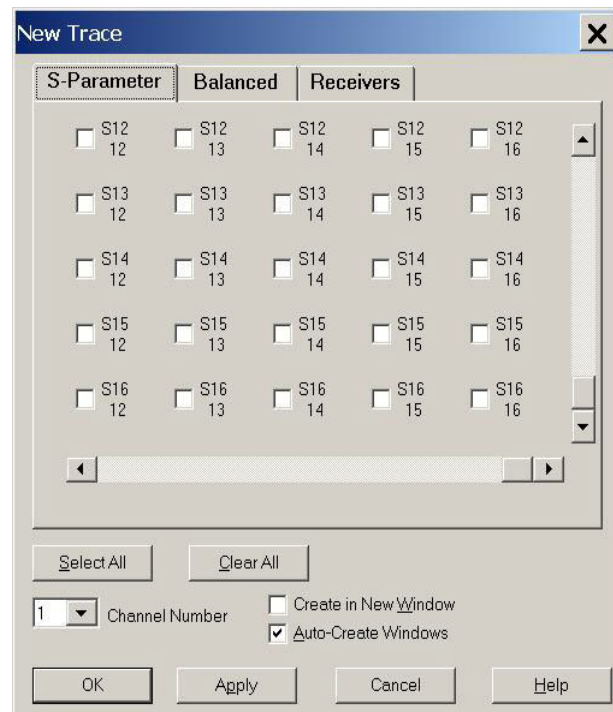 New Trace
S-Parameter Balanced Receivers
S12 S12 S12 S12 S12
12 13 14 15 16
S13 S13 S13 S13 S13
12 13 14 15 16
S14 S14 S14 S14 S14
12 13 14 15 16
S15 S15 S15 S15 S15
12 13 14 15 16
S16 S16 S16 S16 S16
12 13 14 15 16
Select All Clear All
1 Channel Number
Create in New Window
Auto-Create Windows
OK Apply Cancel Help